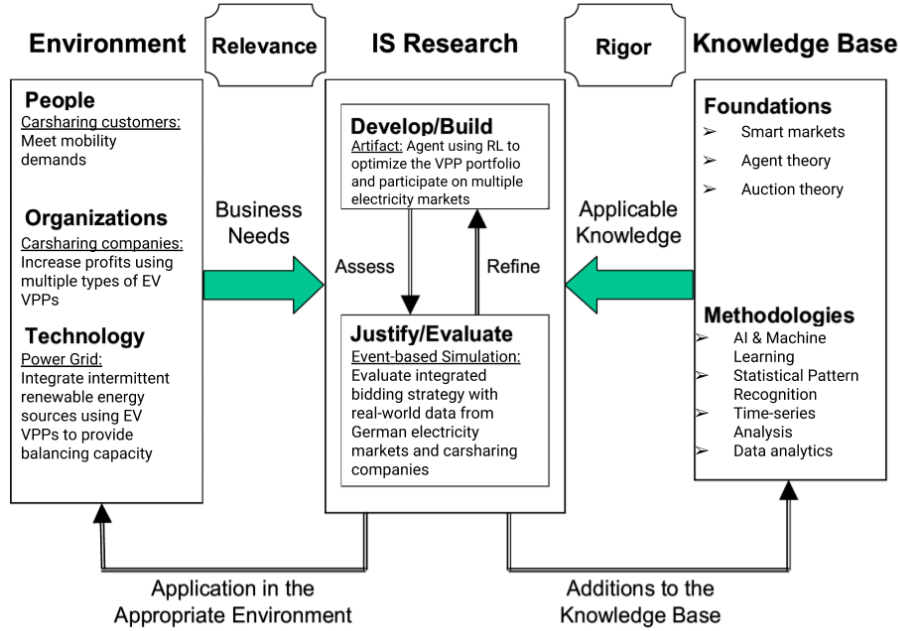 Environment
Relevance
IS Research
Rigor
Knowledge Base
People
Carsharing customers:
Meet mobility
demands
Organizations
Carsharing companies:
Increase profits using
multiple types of EV
VPPs
Technology
Power Grid:
Integrate intermittent
renewable energy
sources using EV
VPPs to provide
balancing capacity
Business
Needs
Develop/Build
Artifact: Agent using RL to
optimize the VPP portfolio
and participate on multiple
electricity markets
Assess
Refine
Justify/Evaluate
Event-based Simulation:
Evaluate integrated
bidding strategy with
real-world data from
German electricity
markets and carsharing
companies
Applicable
Knowledge
Foundations
➢ Smart markets
➢ Agent theory
➢ Auction theory
Methodologies
➢ AI & Machine
Learning
➢ Statistical Pattern
Recognition
➢ Time-series
Analysis
➢ Data analytics
Application in the
Appropriate Environment
Additions to the
Knowledge Base